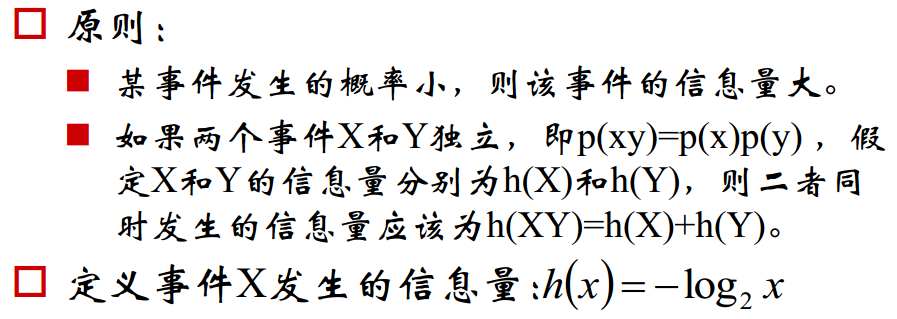 原则：
某事件发生的概率小，则该事件的信息量大。
如果两个事件X和Y独立，即p(xy)=p(x)p(y) ，假
定X和Y的信息量分别为h(X)和h(Y)，则二者同
时发生的信息量应该为h(XY)=h(X)+h(Y)。
定义事件X发生的信息量：h(x)=−log₂ x